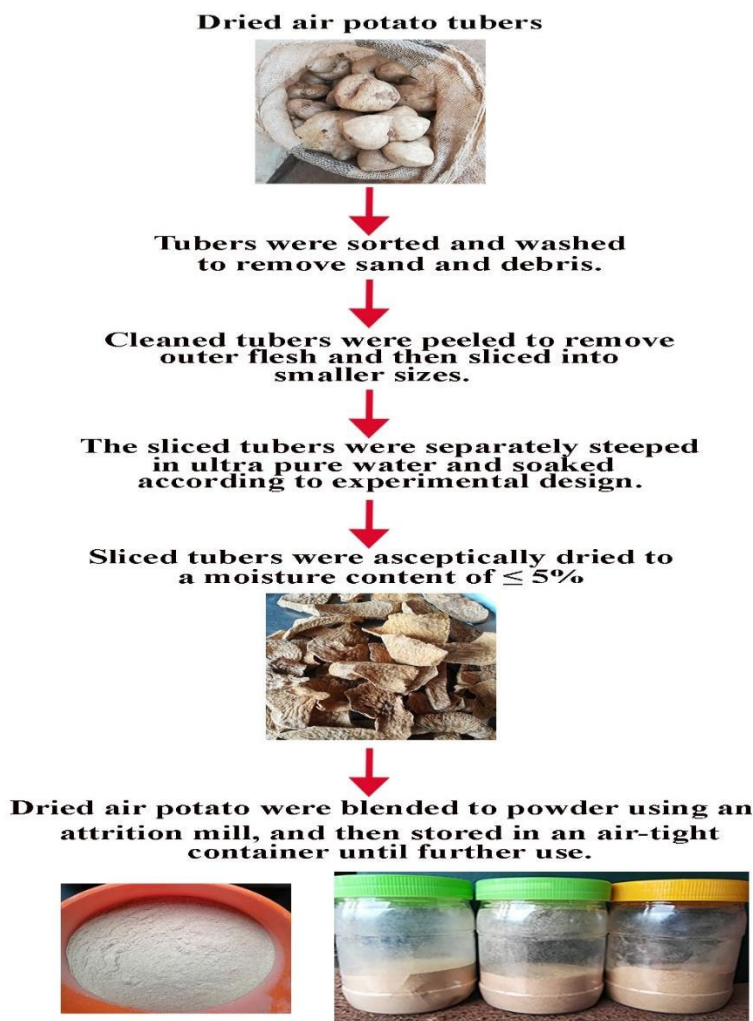 Dried air potato tubers
Tubers were sorted and washed
to remove sand and debris.
Cleaned tubers were peeled to remove
outer flesh and then sliced into
smaller sizes.
The sliced tubers were separately steeped
in ultra pure water and soaked
according to experimental design.
Sliced tubers were asceptically dried to
a moisture content of ≤ 5%
Dried air potato were blended to powder using an
attrition mill, and then stored in an air-tight
container until further use.